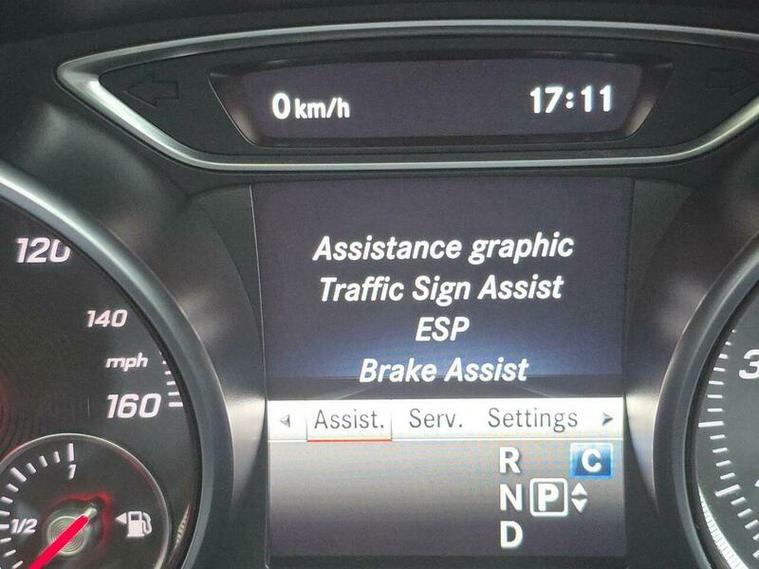 0 km/h 17:11
120
140
mph
160
1
1/2
Assistance graphic
Traffic Sign Assist
ESP
Brake Assist
Assist. Serv. Settings
R C
N P
D
3